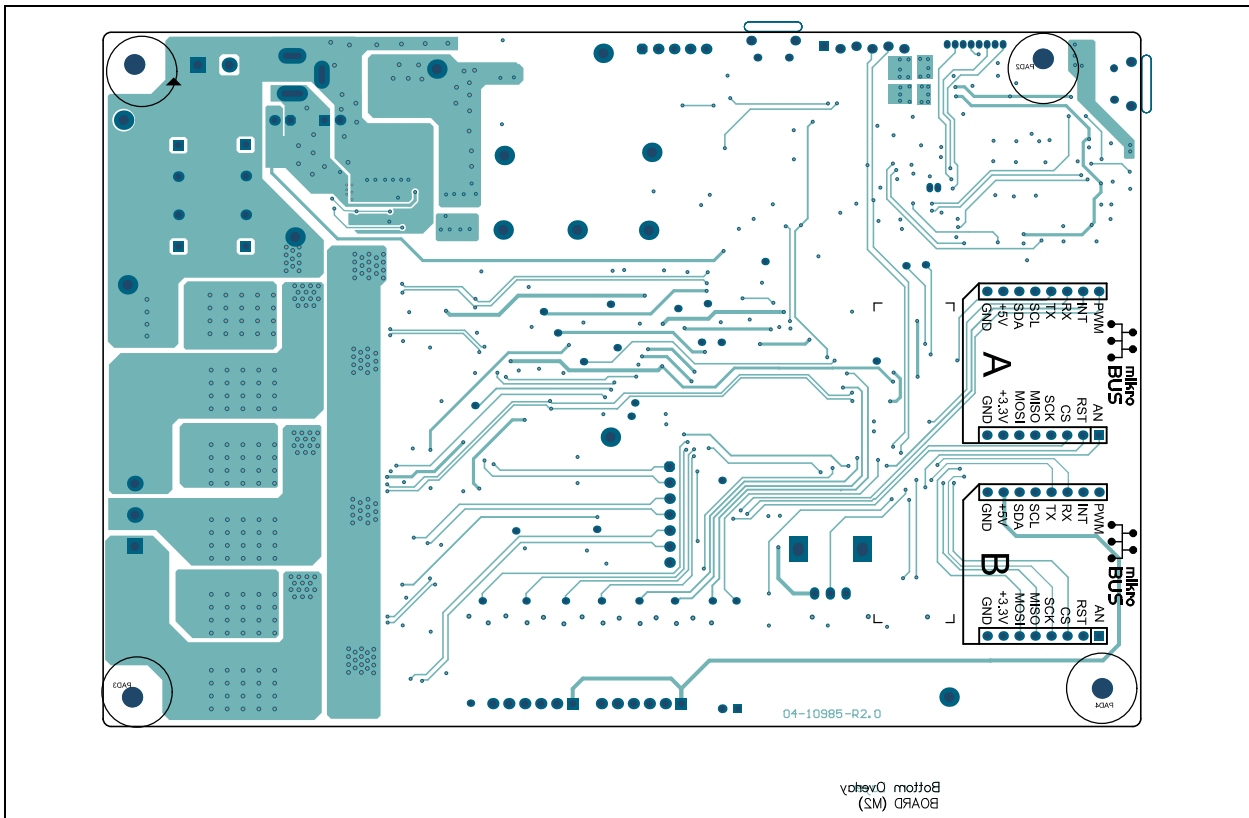 PAD2
GND
+5V
SDA
SCL
TX
RX
INT
PWM
A
mikro
BUS
GND
+3.3V
MOSI
MISO
SCK
CS
RST
AN
GND
+5V
SDA
SCL
TX
RX
INT
PWM
B
mikro
BUS
GND
+3.3V
MOSI
MISO
SCK
CS
RST
AN
PAD3
PAD4
04-10985-R2.0
Bottom Overlay
BOARD (M2)